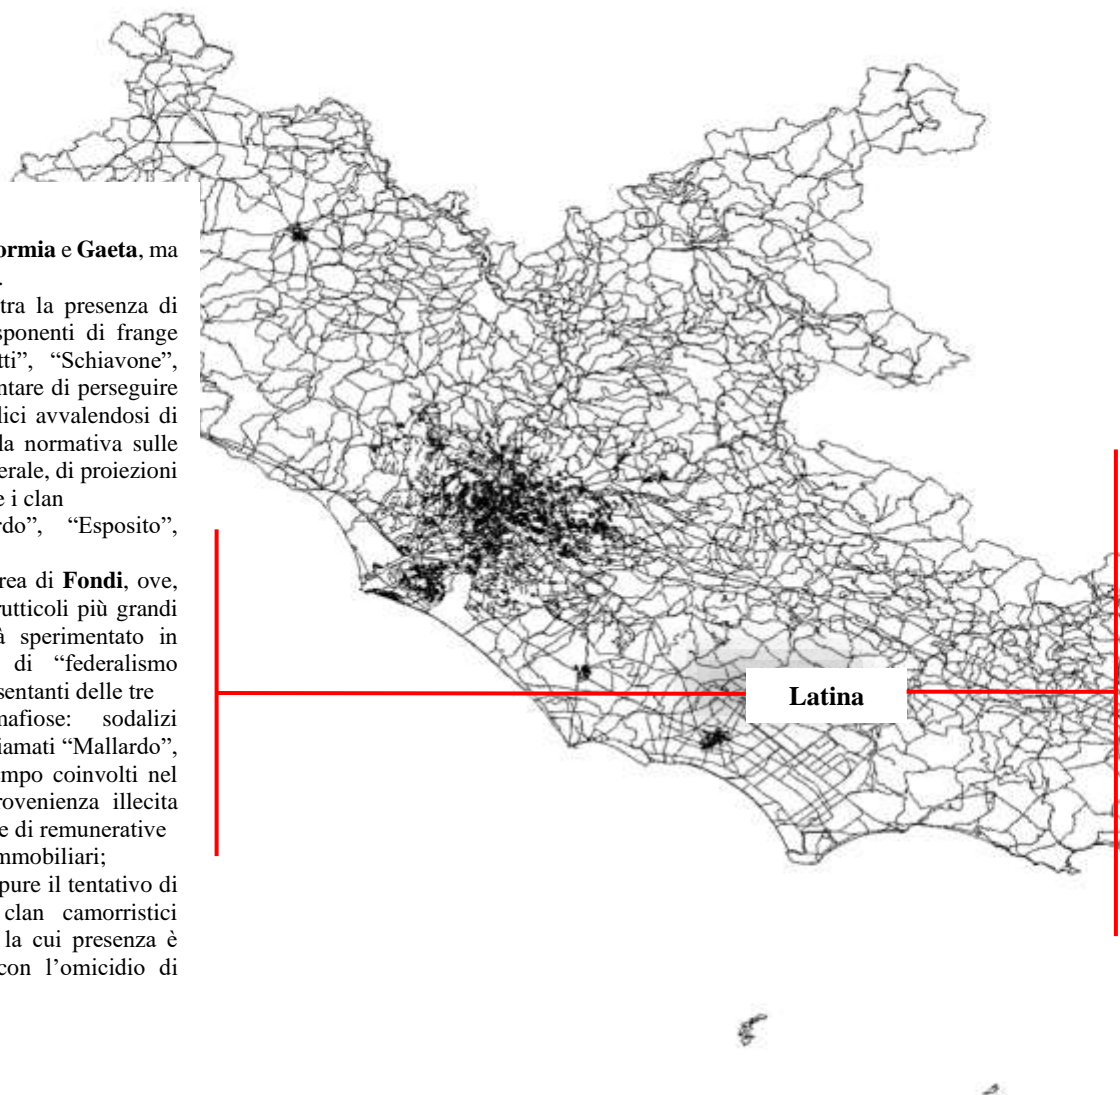 ormia e Gaeta, ma
.
tra la presenza di
sponenti di frange
tti”, “Schiavone”,
ntare di perseguire
lici avvalendosi di
la normativa sulle
erale, di proiezioni
e i clan
rdo”, “Esposito”,
rea di Fondi, ove,
rutticoli più grandi
à sperimentato in
di “federalismo
sentanti delle tre
mafiose: sodalizi
iamati “Mallardo”,
mpo coinvolti nel
rovenienza illecita
e di remunerative
mmobiliari;
pure il tentativo di
clan camorristici
la cui presenza è
con l’omicidio di
Latina